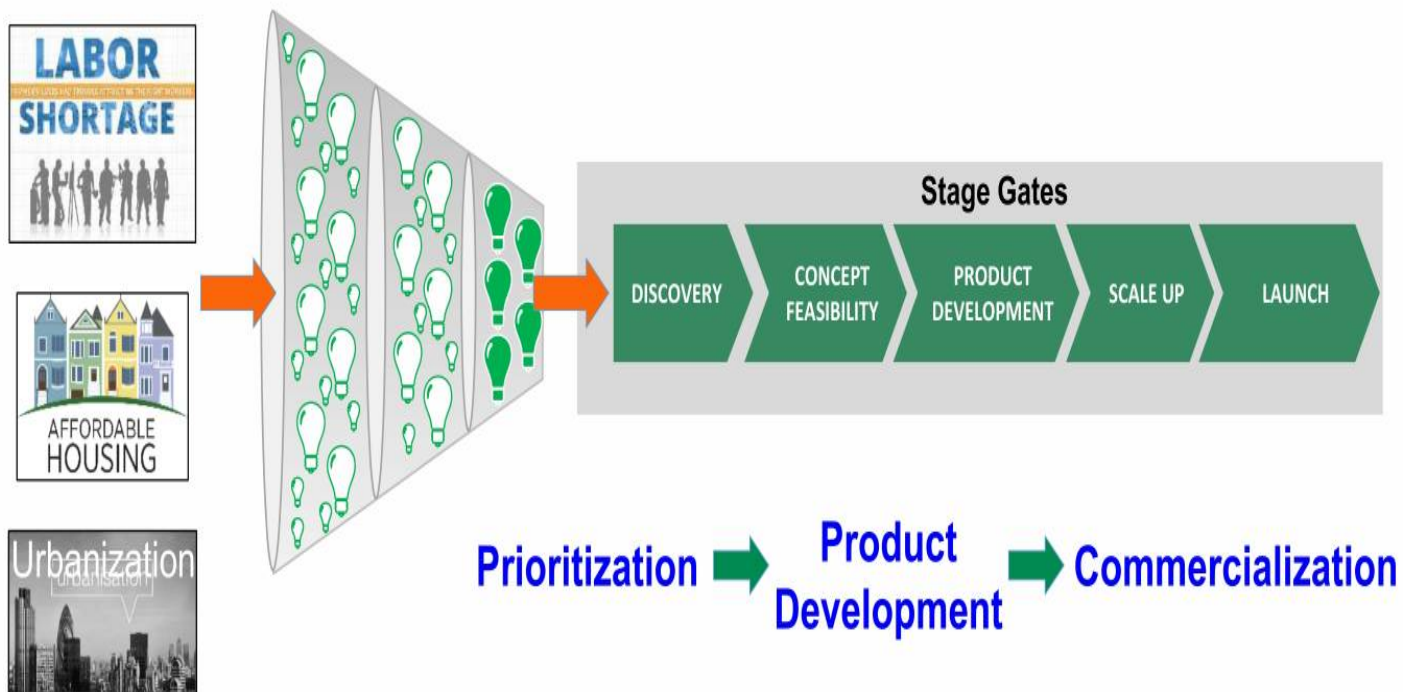 LABOR
SHORTAGE
AFFORDABLE
HOUSING
Urbanization
urbanisation
Stage Gates
DISCOVERY
CONCEPT
FEASIBILITY
PRODUCT
DEVELOPMENT
SCALE UP
LAUNCH
Prioritization
Product
Development
Commercialization